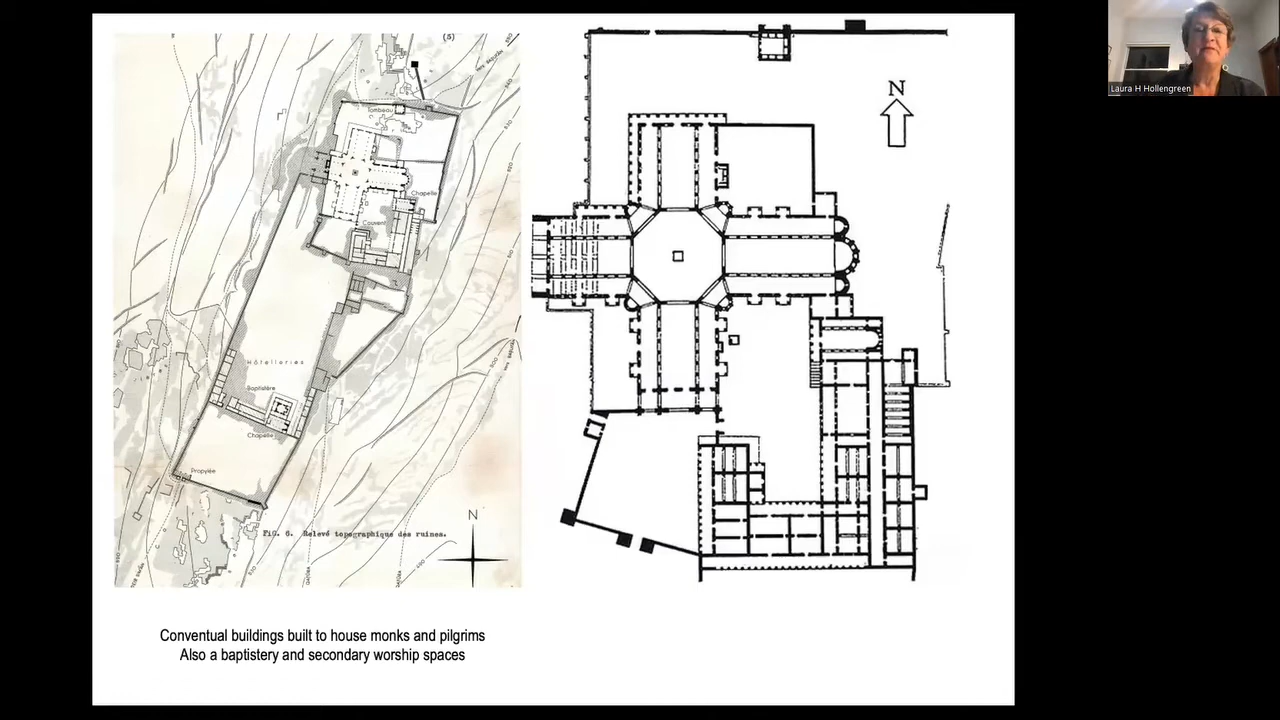 (5)
Tombeau
Chapelle
Couvent
Hôtelleries
Baptistère
Chapelle
Propylée
N
FIG. 6. Relevé topographique des ruines.
N
Conventual buildings built to house monks and pilgrims
Also a baptistery and secondary worship spaces
Laura H Hollengreen